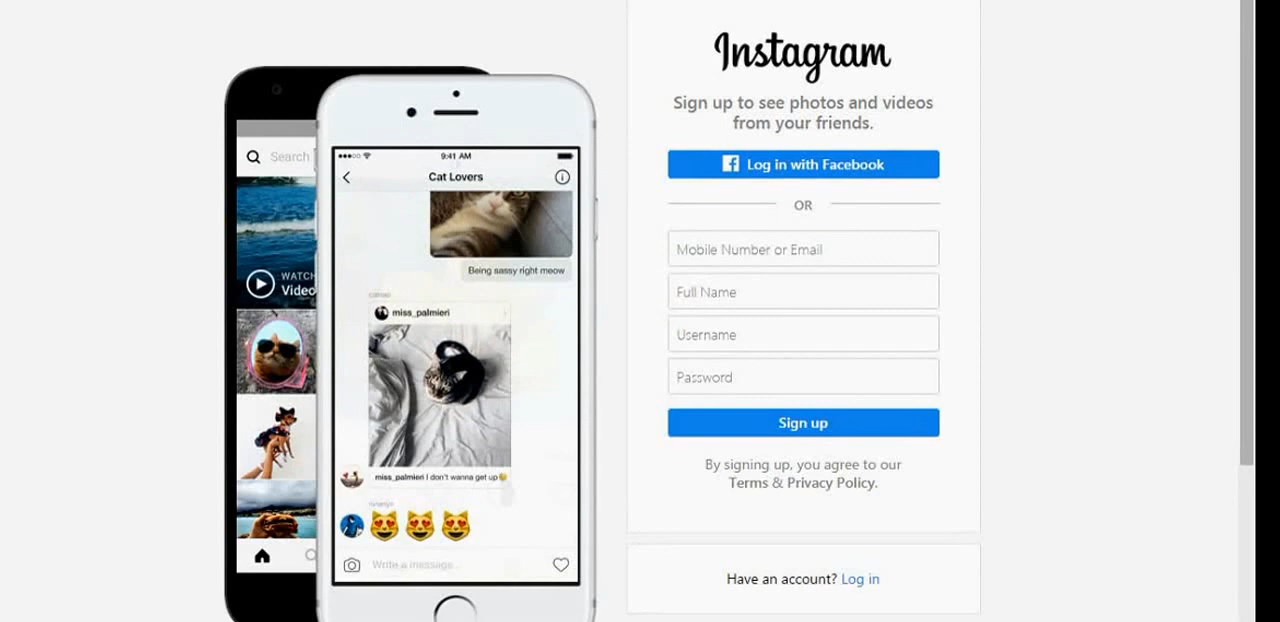 Instagram
Sign up to see photos and videos
from your friends.
Log in with Facebook
OR
Mobile Number or Email
Full Name
Username
Password
Sign up
By signing up, you agree to our
Terms & Privacy Policy.
Have an account? Log in
Search
WATCH
Video
9:41 AM
Cat Lovers
Being sassy right meow
miss_palmieri
miss_palmieri I don't wanna get up😄
Write a message...